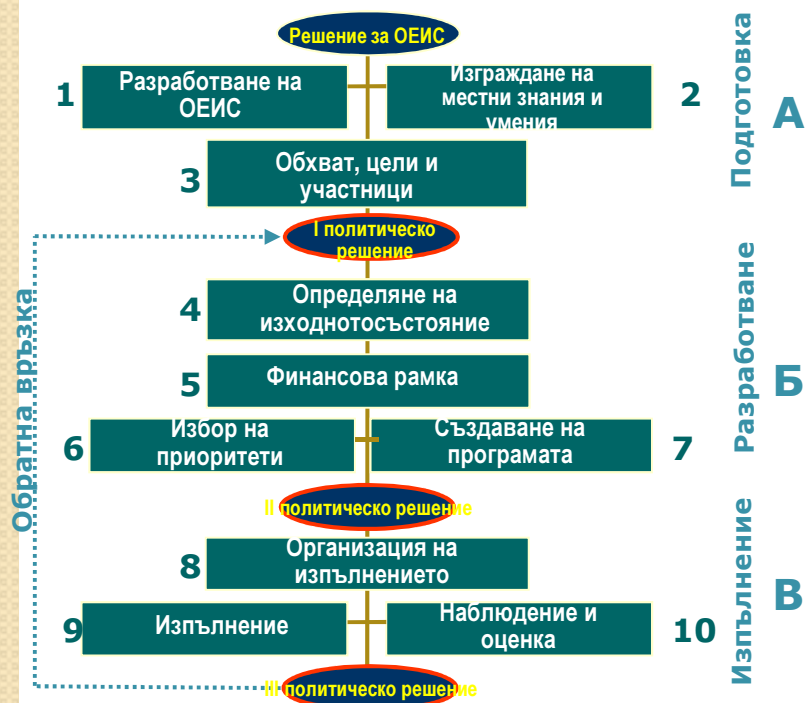 Решение за ОЕИС
1
Разработване на
ОЕИС
Изграждане на
местни знания и
умения
2
Подготовка
А
3
Обхват, цели и
участници
I политическо
решение
Обратна връзка
4
Определяне на
изходнотосъстояние
5
Финансова рамка
Разработване
Б
6
Избор на
приоритети
Създаване на
програмата
7
II политическо решение
8
Организация на
изпълнението
Изпълнение
В
9
Изпълнение
Наблюдение и
оценка
10
III политическо решение